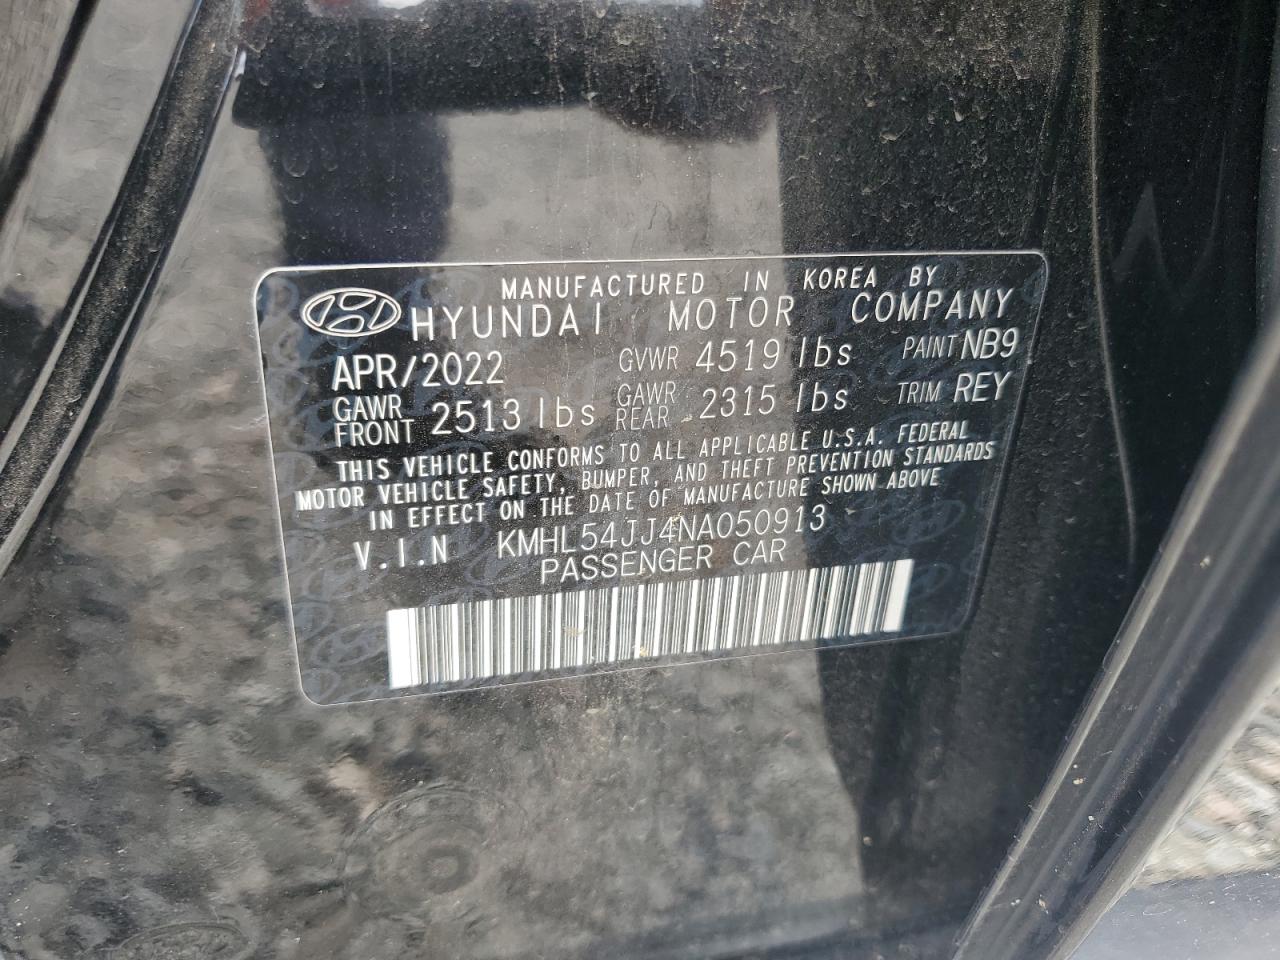 MANUFACTURED IN KOREA BY
HYUNDAI MOTOR COMPANY
APR/2022 GVWR 4519 lbs PAINT NB9
GAWR FRONT 2513 lbs GAWR REAR 2315 lbs TRIM REY
THIS VEHICLE CONFORMS TO ALL APPLICABLE U.S.A. FEDERAL
MOTOR VEHICLE SAFETY, BUMPER, AND THEFT PREVENTION STANDARDS
IN EFFECT ON THE DATE OF MANUFACTURE SHOWN ABOVE
V.I.N KMHL54JJ4NA050913
PASSENGER CAR